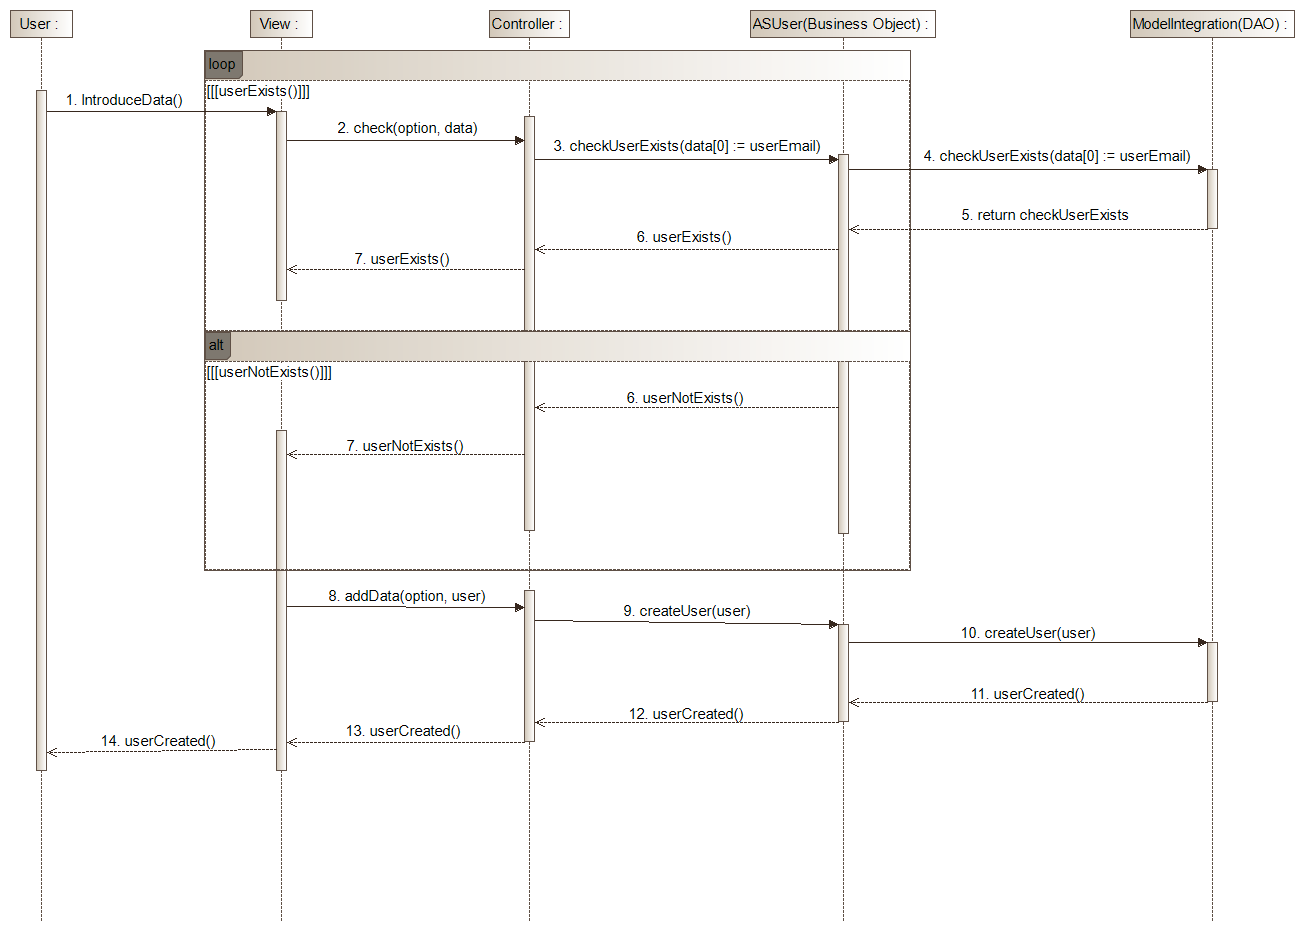 User :
View :
Controller :
ASUser(Business Object) :
ModelIntegration(DAO) :
loop
[[[userExists()]]]
1. IntroduceData()
2. check(option, data)
3. checkUserExists(data[0] := userEmail)
4. checkUserExists(data[0] := userEmail)
5. return checkUserExists
6. userExists()
7. userExists()
alt
[[[userNotExists()]]]
6. userNotExists()
7. userNotExists()
8. addData(option, user)
9. createUser(user)
10. createUser(user)
11. userCreated()
12. userCreated()
13. userCreated()
14. userCreated()